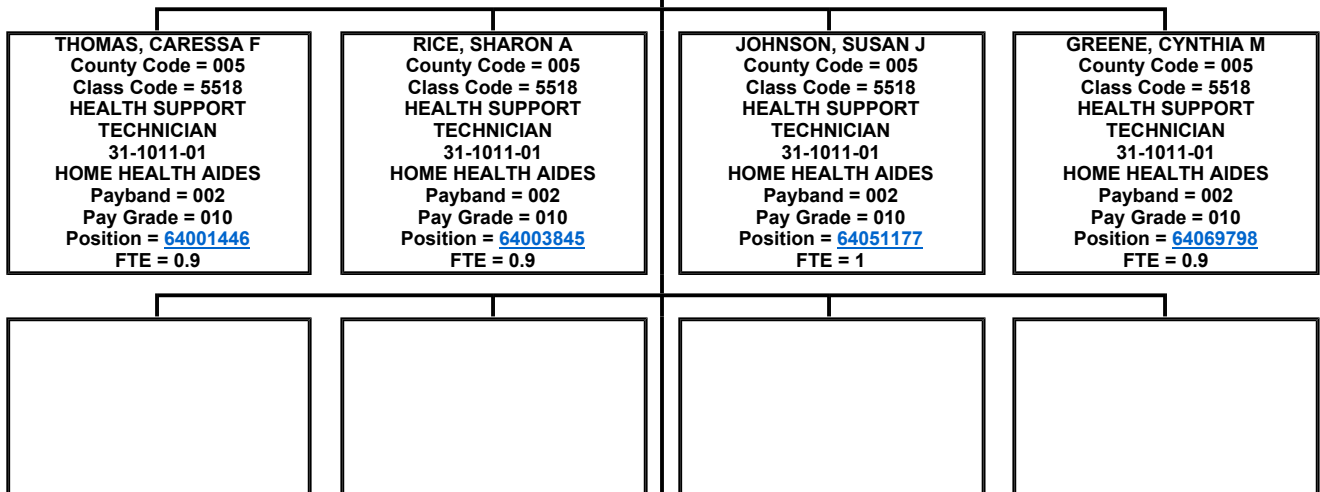 THOMAS, CARESSA F
County Code = 005
Class Code = 5518
HEALTH SUPPORT
TECHNICIAN
31-1011-01
HOME HEALTH AIDES
Payband = 002
Pay Grade = 010
Position = 64001446
FTE = 0.9
RICE, SHARON A
County Code = 005
Class Code = 5518
HEALTH SUPPORT
TECHNICIAN
31-1011-01
HOME HEALTH AIDES
Payband = 002
Pay Grade = 010
Position = 64003845
FTE = 0.9
JOHNSON, SUSAN J
County Code = 005
Class Code = 5518
HEALTH SUPPORT
TECHNICIAN
31-1011-01
HOME HEALTH AIDES
Payband = 002
Pay Grade = 010
Position = 64051177
FTE = 1
GREENE, CYNTHIA M
County Code = 005
Class Code = 5518
HEALTH SUPPORT
TECHNICIAN
31-1011-01
HOME HEALTH AIDES
Payband = 002
Pay Grade = 010
Position = 64069798
FTE = 0.9